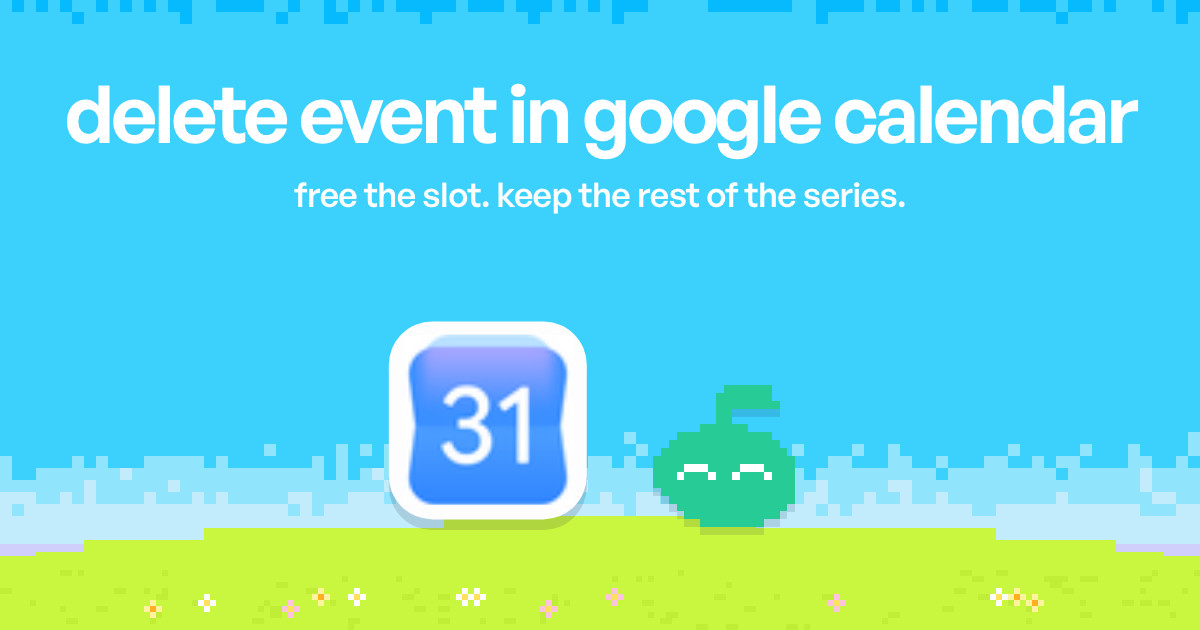 delete event in google calendar
free the slot. keep the rest of the series.
31